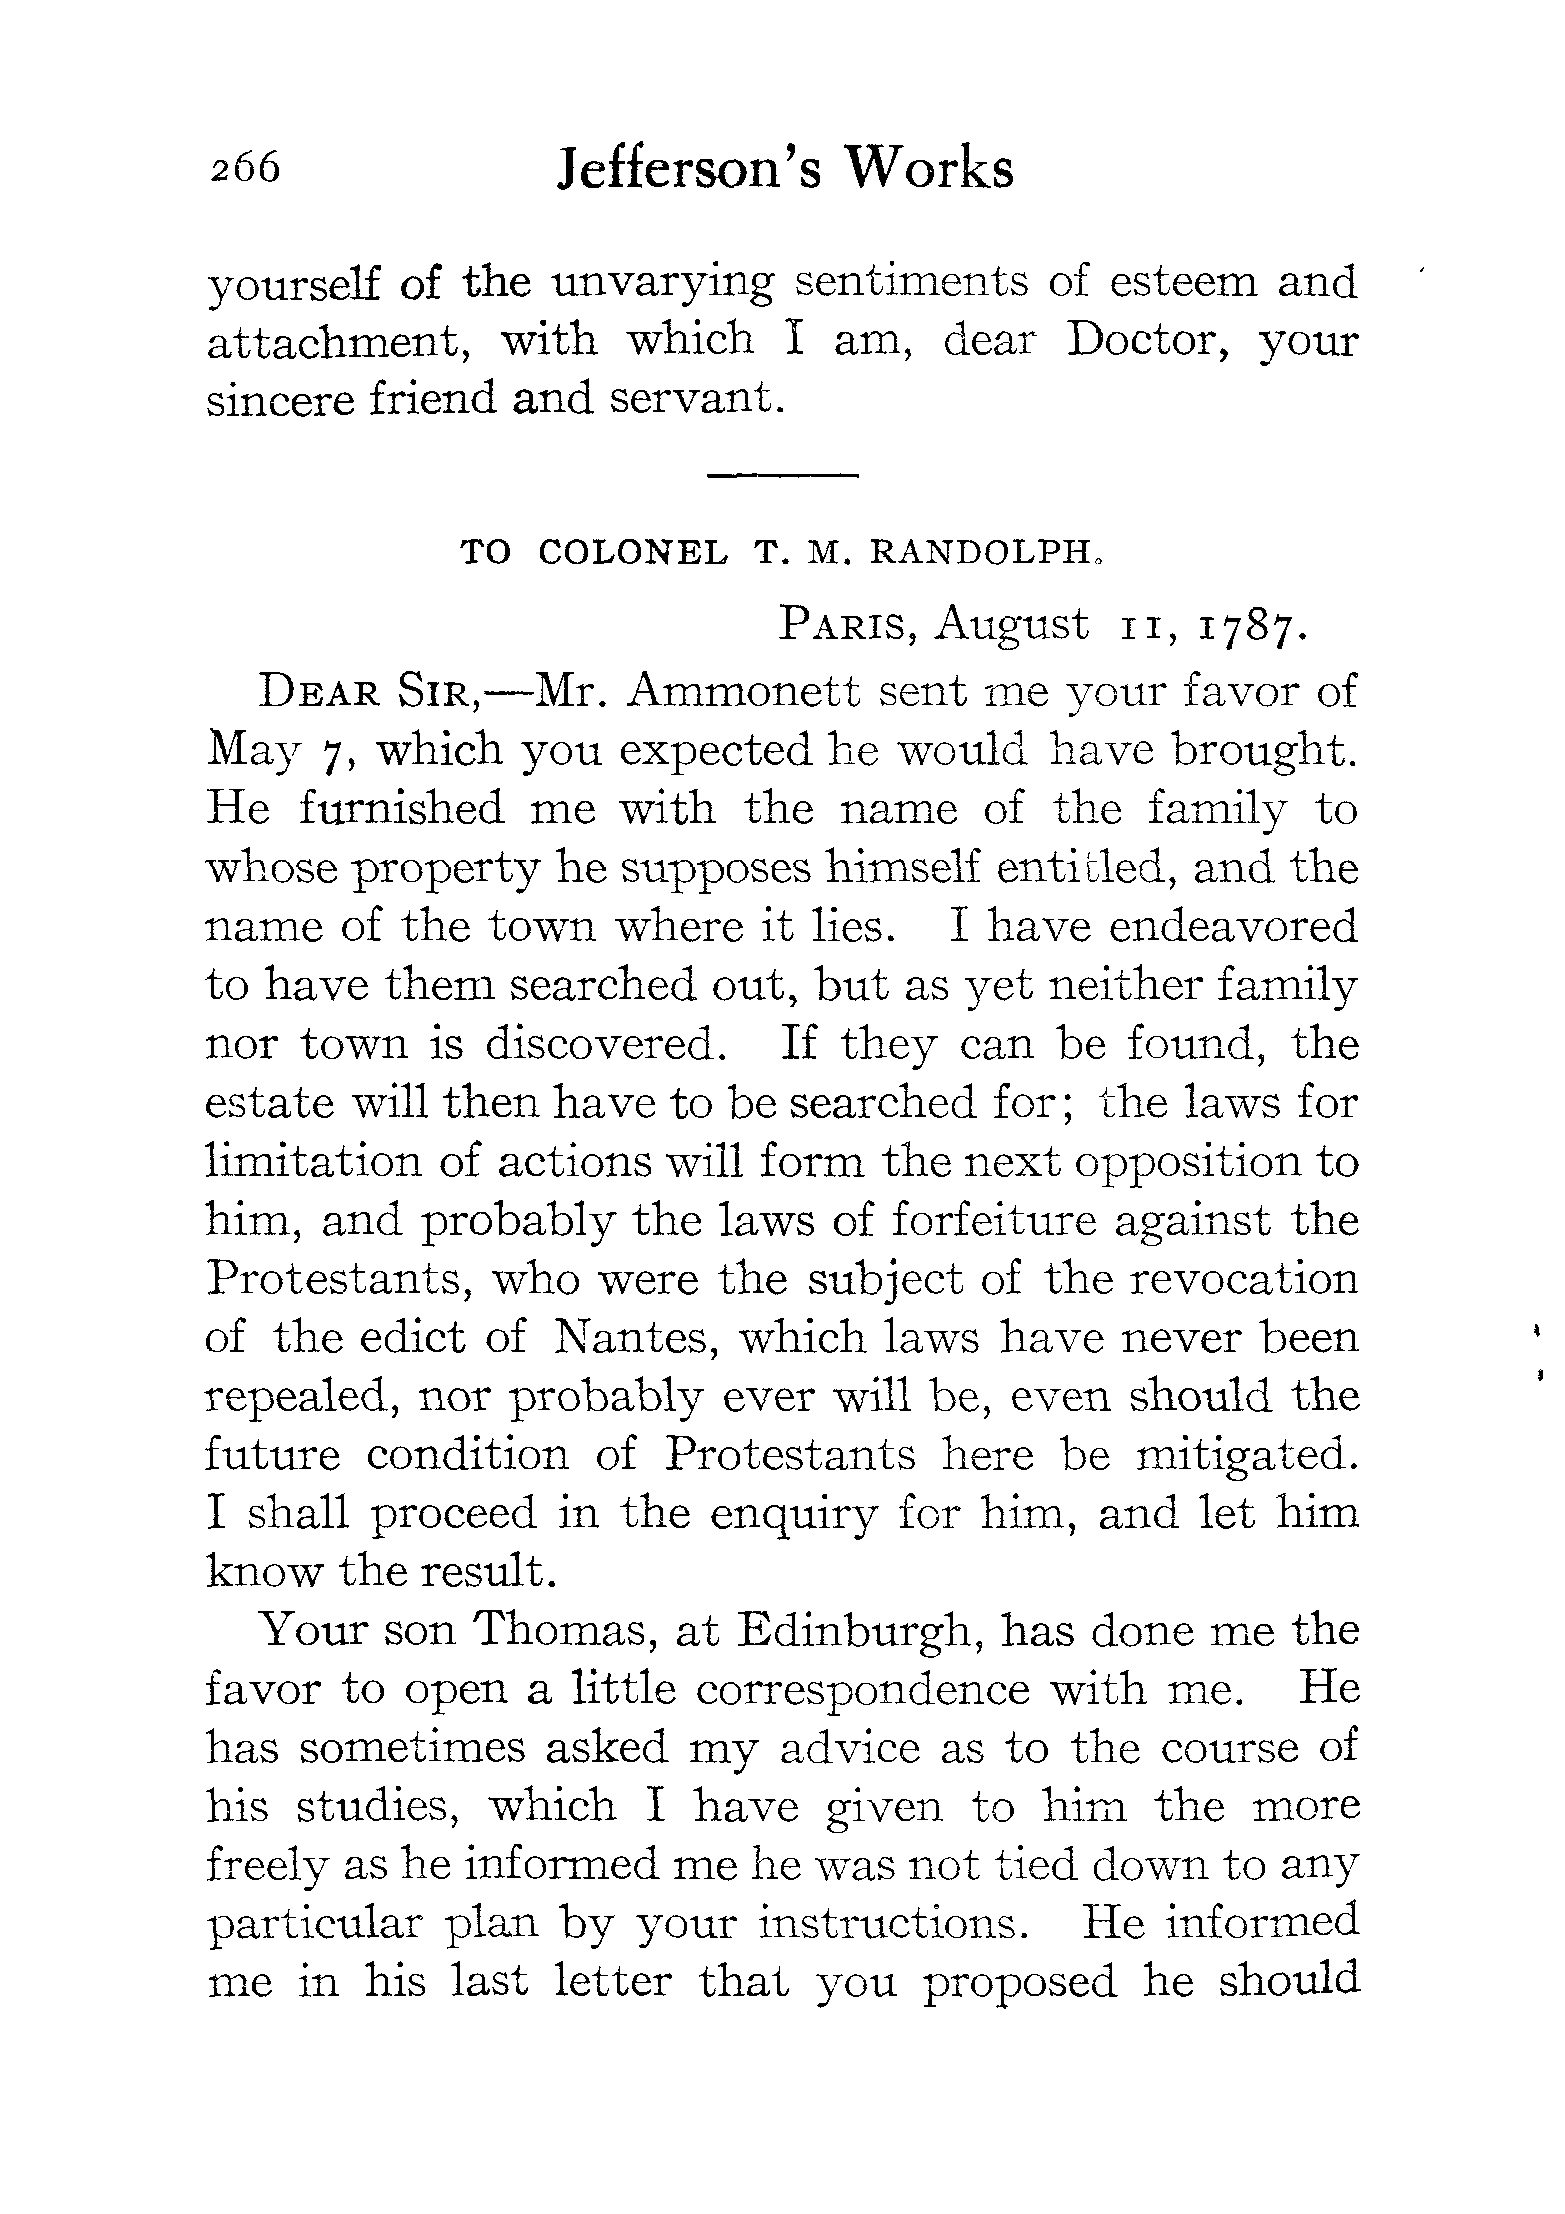 266 Jefferson's Works
yourself of the unvarying sentiments of esteem and
attachment, with which I am, dear Doctor, your
sincere friend and servant.
TO COLONEL T. M. RANDOLPH.
PARIS, August 11, 1787.
DEAR SIR,—Mr. Ammonett sent me your favor of
May 7, which you expected he would have brought.
He furnished me with the name of the family to
whose property he supposes himself entitled, and the
name of the town where it lies. I have endeavored
to have them searched out, but as yet neither family
nor town is discovered. If they can be found, the
estate will then have to be searched for; the laws for
limitation of actions will form the next opposition to
him, and probably the laws of forfeiture against the
Protestants, who were the subject of the revocation
of the edict of Nantes, which laws have never been
repealed, nor probably ever will be, even should the
future condition of Protestants here be mitigated.
I shall proceed in the enquiry for him, and let him
know the result.
Your son Thomas, at Edinburgh, has done me the
favor to open a little correspondence with me. He
has sometimes asked my advice as to the course of
his studies, which I have given to him the more
freely as he informed me he was not tied down to any
particular plan by your instructions. He informed
me in his last letter that you proposed he should